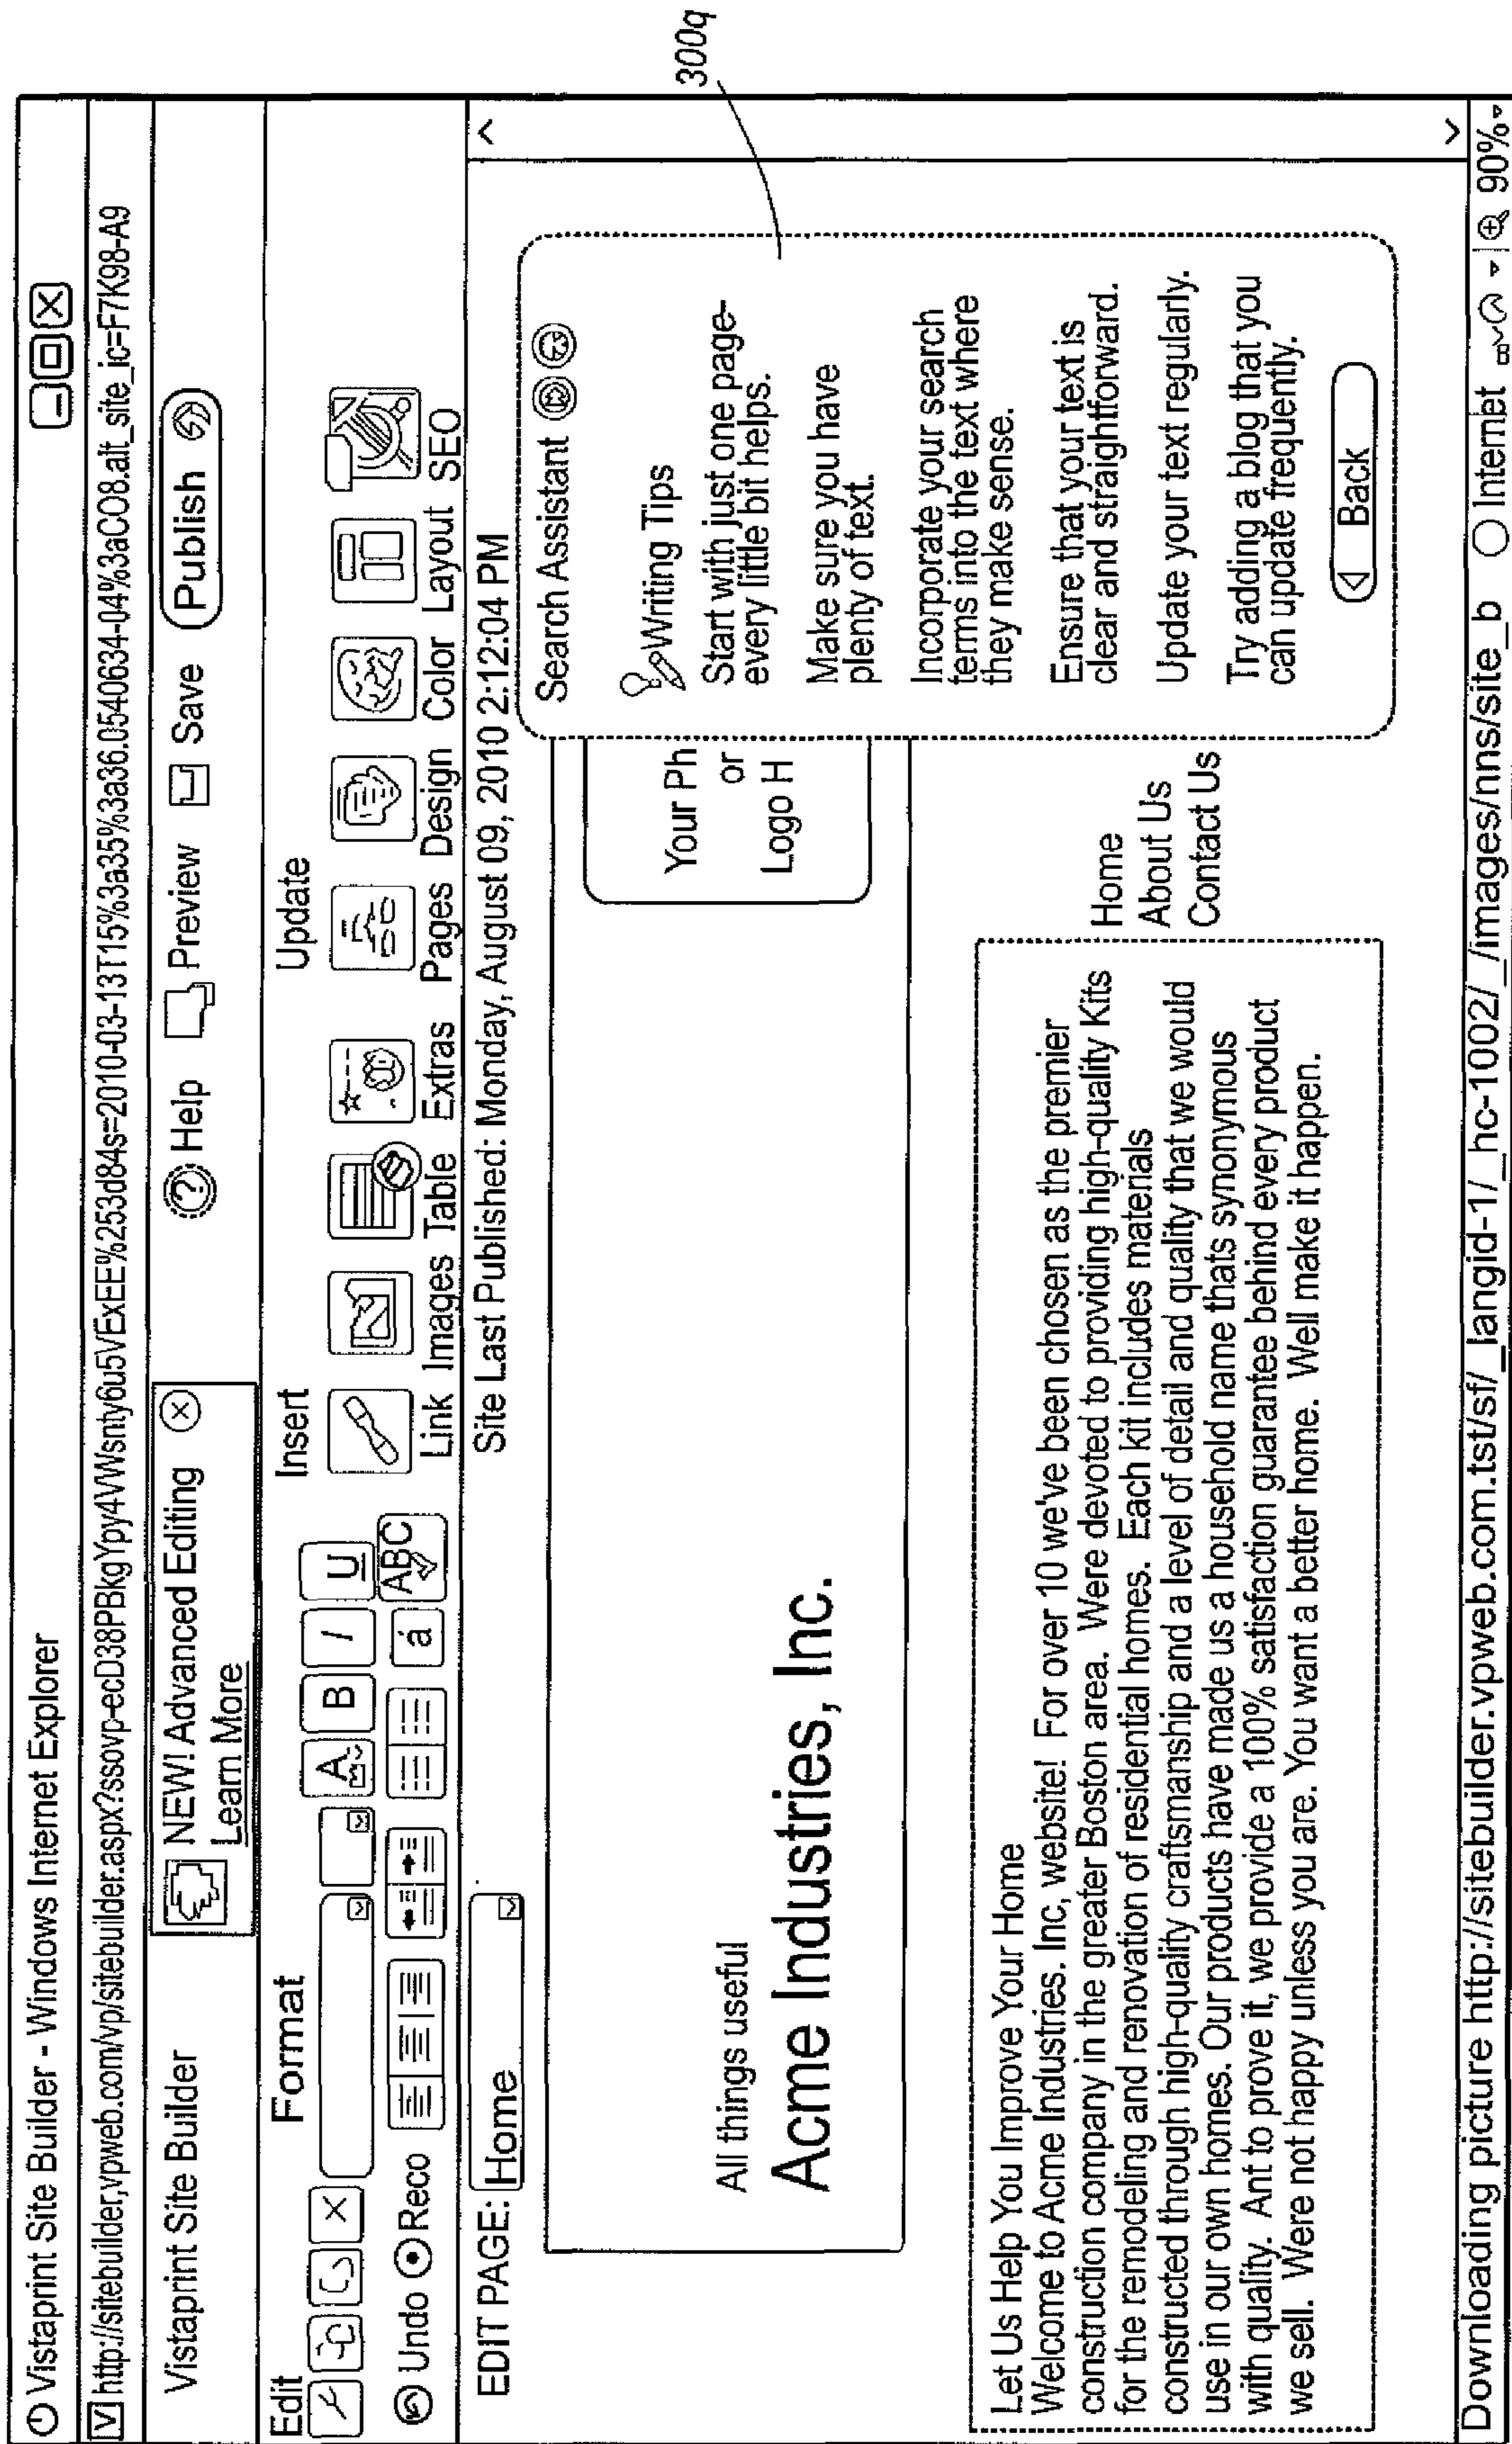 Vistaprint Site Builder - Windows Internet Explorer
http://sitebuilder,vpweb.com/vp/sitebuilder.aspx?ssovp-ecD38PBkgYpy4VWsnty6u5VExEE%253d84s=2010-03-13T15%3a35%3a36.0540634-04%3aCO8.alt_site_ic=F7K98-A9
Vistaprint Site Builder
NEW! Advanced Editing
Learn More
Help Preview Save Publish
Edit Format Insert Update
A B I U
Undo Reco á ABC
Link Images Table Extras Pages Design Color Layout SEO
EDIT PAGE: Home
Site Last Published: Monday, August 09, 2010 2:12:04 PM
All things useful
Acme Industries, Inc.
Your Ph
or
Logo H
Search Assistant
Writing Tips
Start with just one page-
every little bit helps.
Make sure you have
plenty of text.
Incorporate your search
terms into the text where
they make sense.
Ensure that your text is
clear and straightforward.
Update your text regularly.
Try adding a blog that you
can update frequently.
Back
300q
Home
About Us
Contact Us
Let Us Help You Improve Your Home
Welcome to Acme Industries. Inc, website! For over 10 we've been chosen as the premier
construction company in the greater Boston area. Were devoted to providing high-quality Kits
for the remodeling and renovation of residential homes. Each kit includes materials
constructed through high-quality craftsmanship and a level of detail and quality that we would
use in our own homes. Our products have made us a household name thats synonymous
with quality. Ant to prove it, we provide a 100% satisfaction guarantee behind every product
we sell. Were not happy unless you are. You want a better home. Well make it happen.
Downloading picture http://sitebuilder.vpweb.com.tst/sf/_langid-1/_hc-1002/_/images/nns/site_b Internet 90%